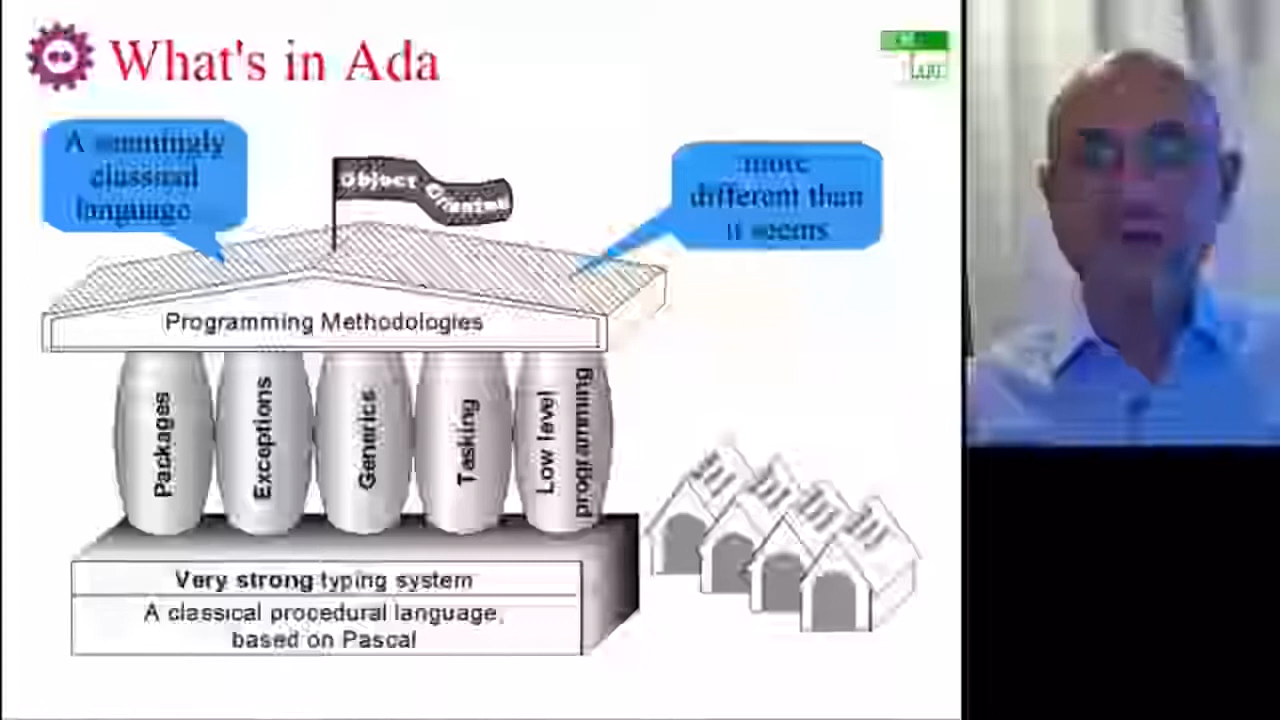 What's in Ada
A seemingly
classical
language
more
different than
it seems
Object Oriented
Programming Methodologies
Packages
Exceptions
Generics
Tasking
Low level
programming
Very strong typing system
A classical procedural language,
based on Pascal